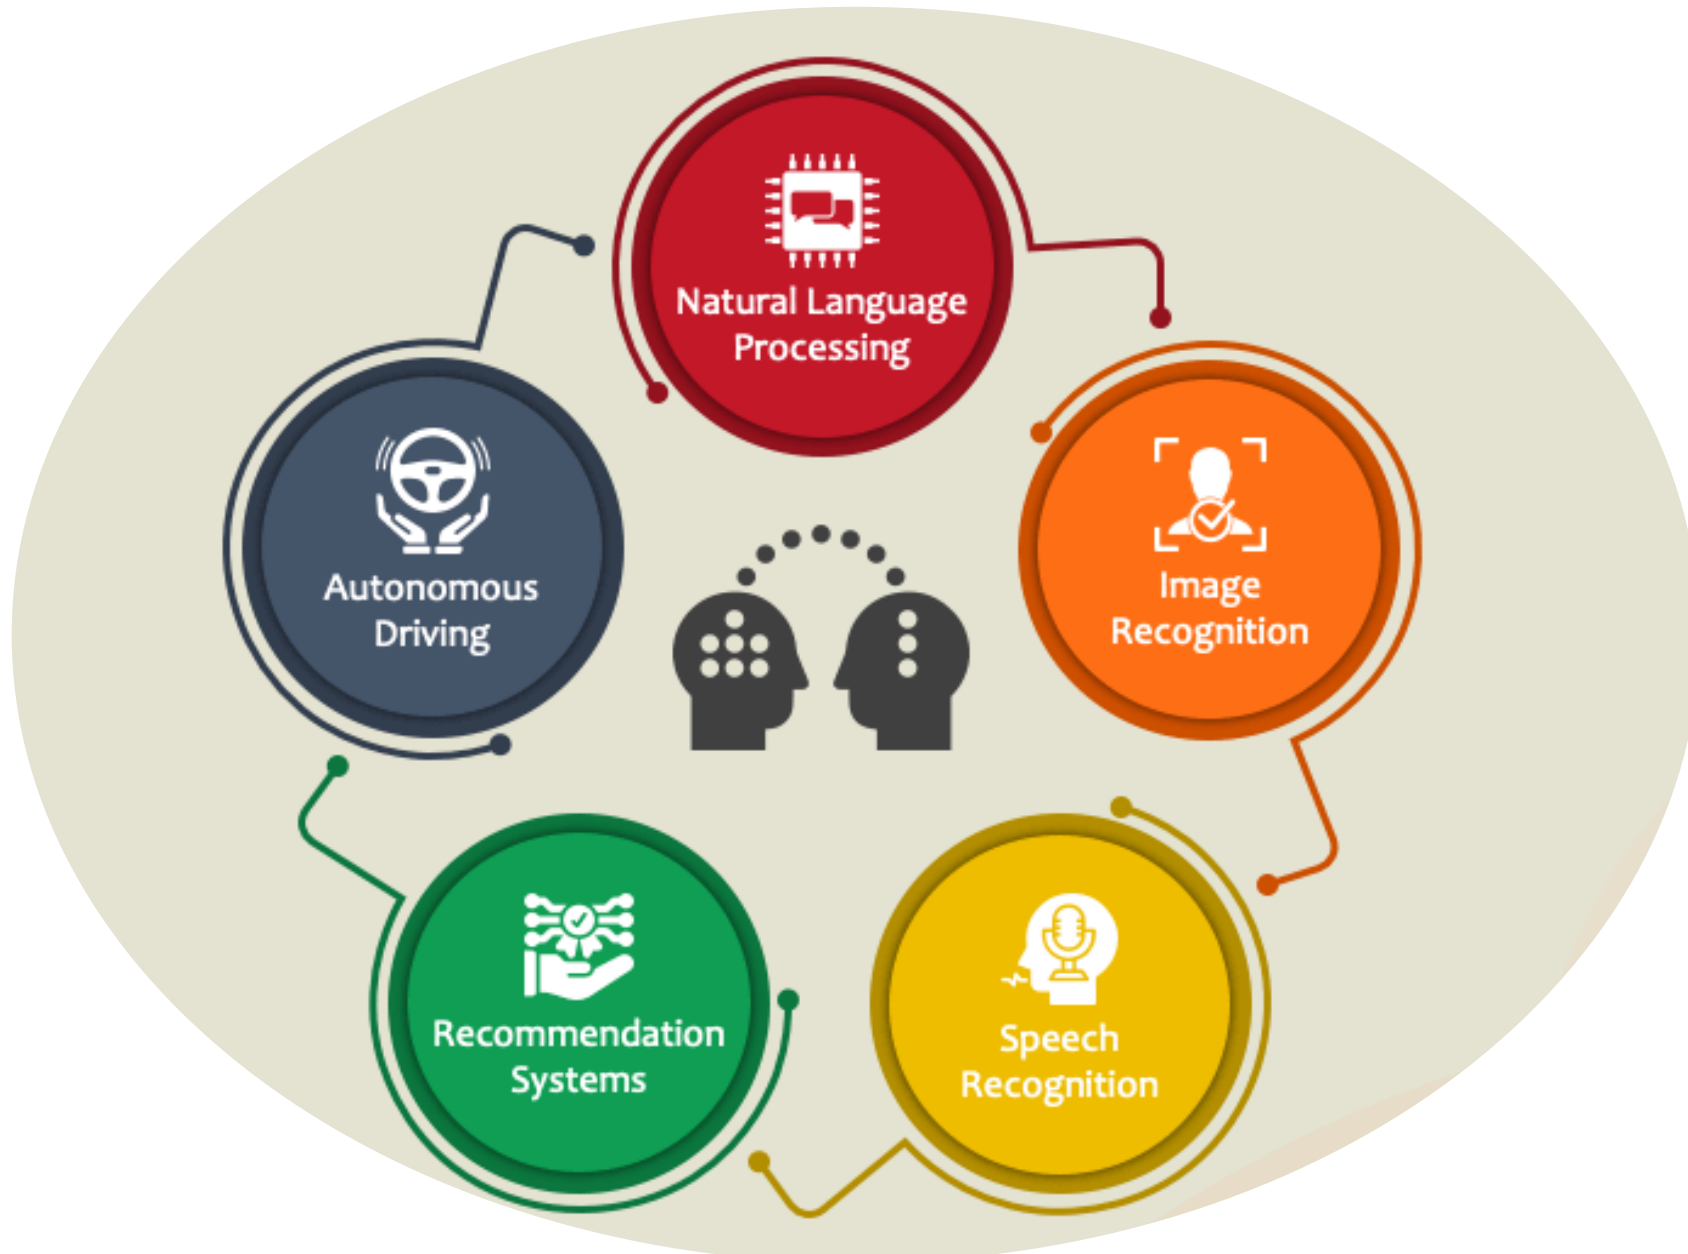 Natural Language
Processing
Image
Recognition
Speech
Recognition
Recommendation
Systems
Autonomous
Driving